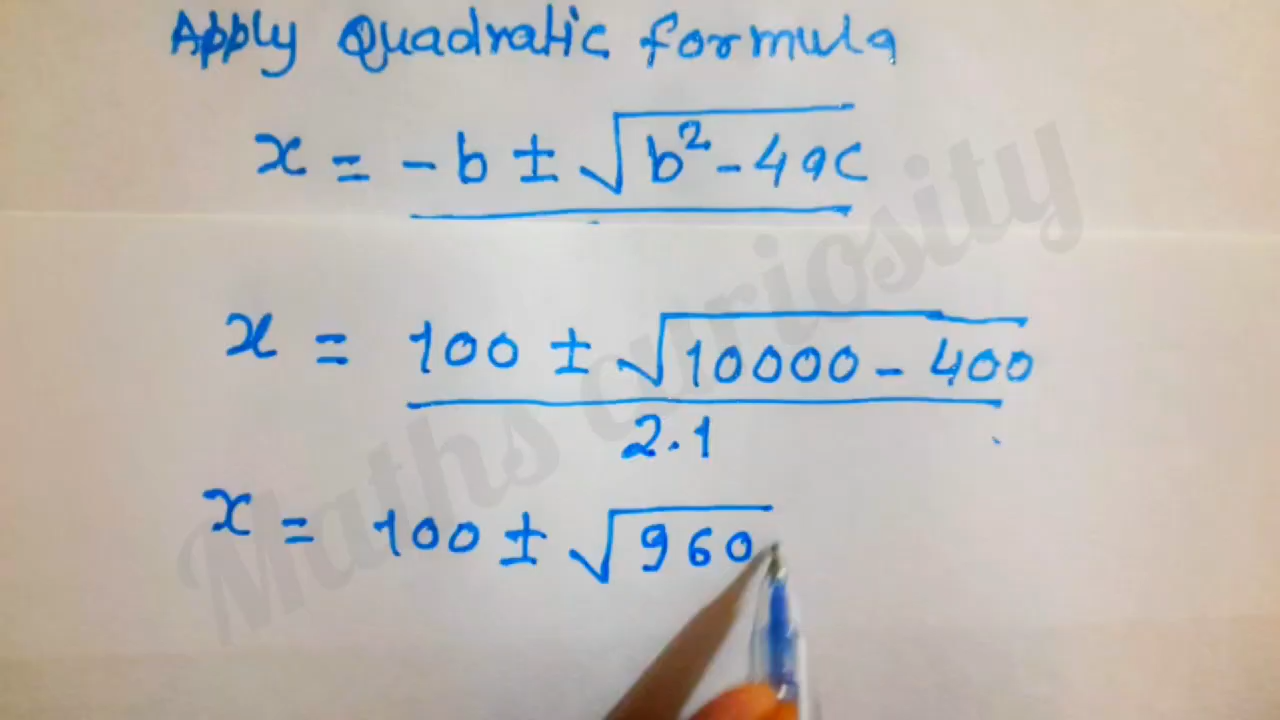 Apply Quadratic formula
x = -b ± √b² - 4ac
x = 100 ± √10000 - 400
2.1
x = 100 ± √960
Maths curiosity